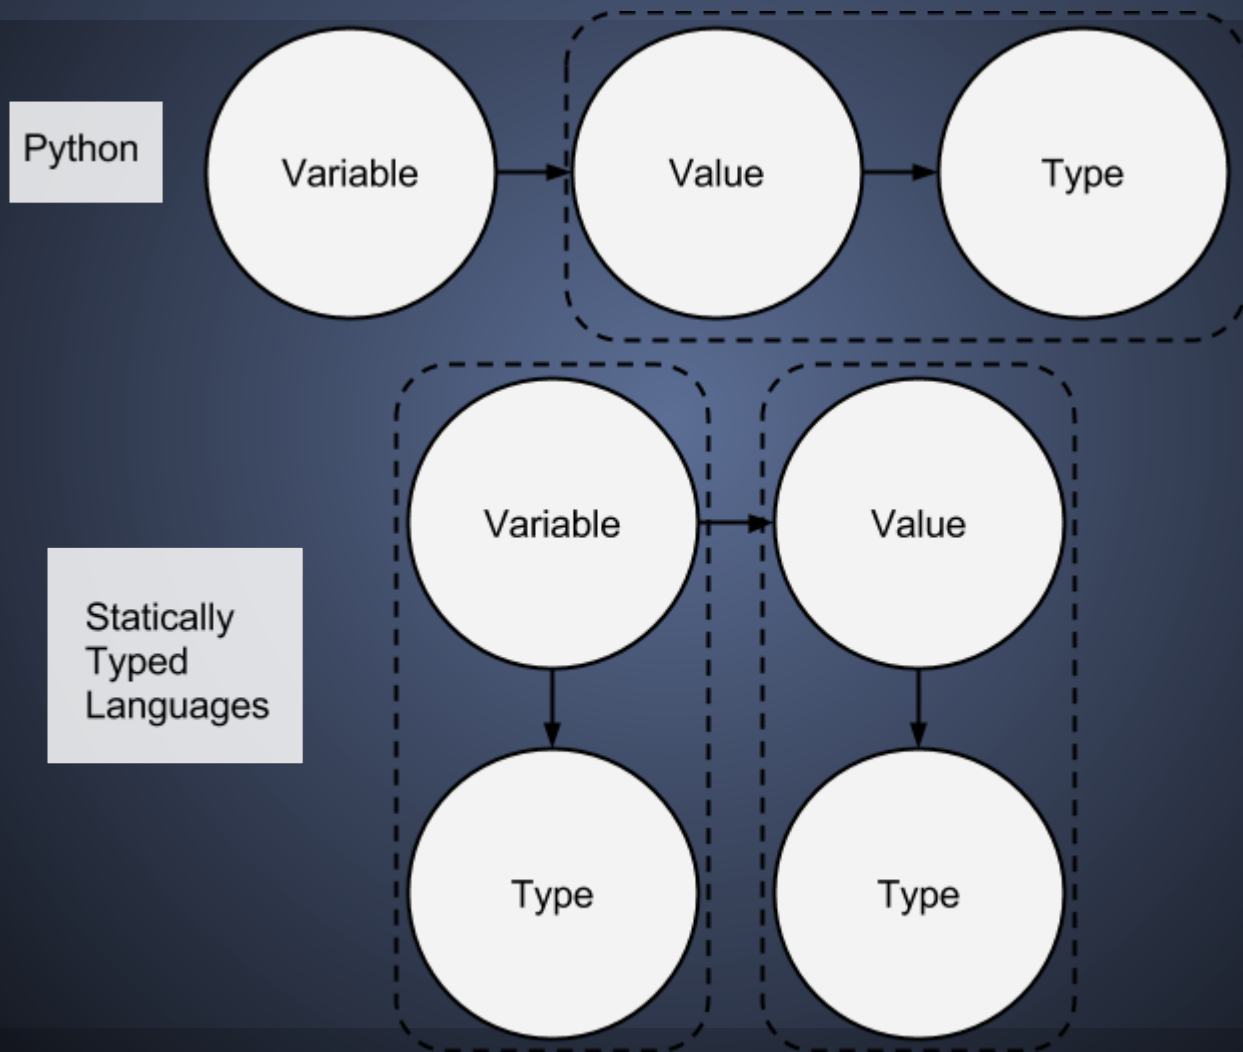 Python
Variable
Value
Type
Variable
Value
Statically
Typed
Languages
Type
Type